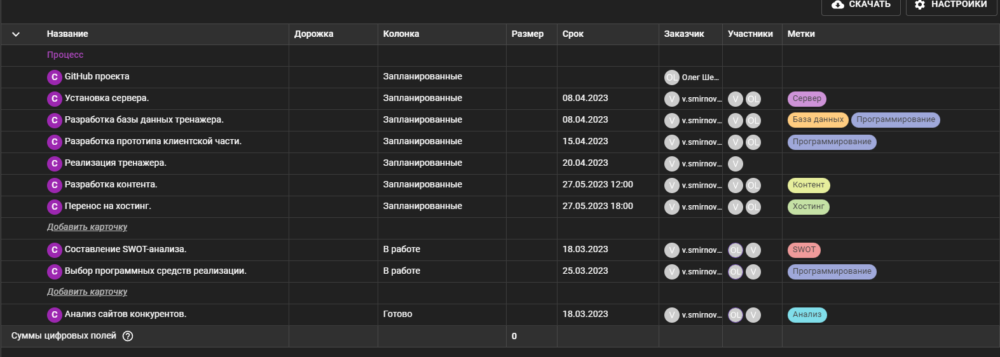 СКАЧАТЬ НАСТРОЙКИ
Название Дорожка Колонка Размер Срок Заказчик Участники Метки
Процесс
C GitHub проекта Запланированные OL Олег Ше...
C Установка сервера. Запланированные 08.04.2023 V v.smirnov... V OL Сервер
C Разработка базы данных тренажера. Запланированные 08.04.2023 V v.smirnov... V OL База данных Программирование
C Разработка прототипа клиентской части. Запланированные 15.04.2023 V v.smirnov... V OL Программирование
C Реализация тренажера. Запланированные 20.04.2023 V v.smirnov... V
C Разработка контента. Запланированные 27.05.2023 12:00 V v.smirnov... V OL Контент
C Перенос на хостинг. Запланированные 27.05.2023 18:00 V v.smirnov... V OL Хостинг
Добавить карточку
C Составление SWOT-анализа. В работе 18.03.2023 V v.smirnov... OL V SWOT
C Выбор программных средств реализации. В работе 25.03.2023 V v.smirnov... OL V Программирование
Добавить карточку
C Анализ сайтов конкурентов. Готово 18.03.2023 V v.smirnov... OL V Анализ
Суммы цифровых полей ? 0